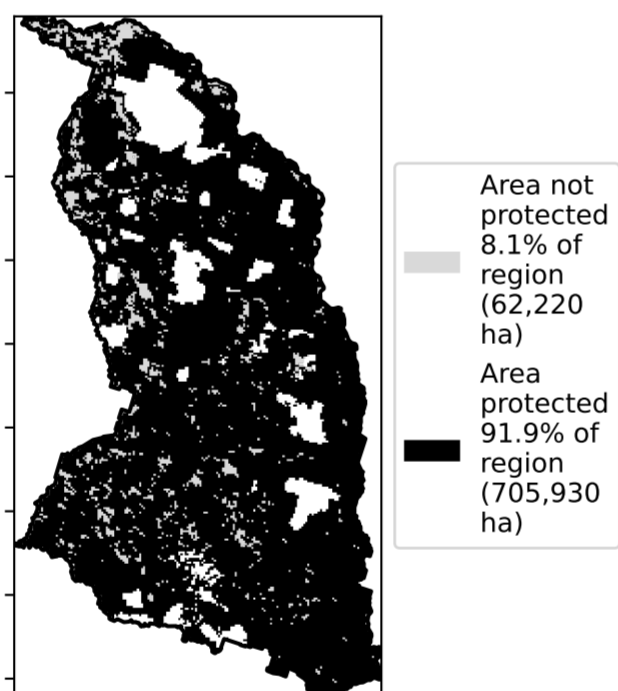 Area not
protected
8.1% of
region
(62,220
ha)
Area
protected
91.9% of
region
(705,930
ha)